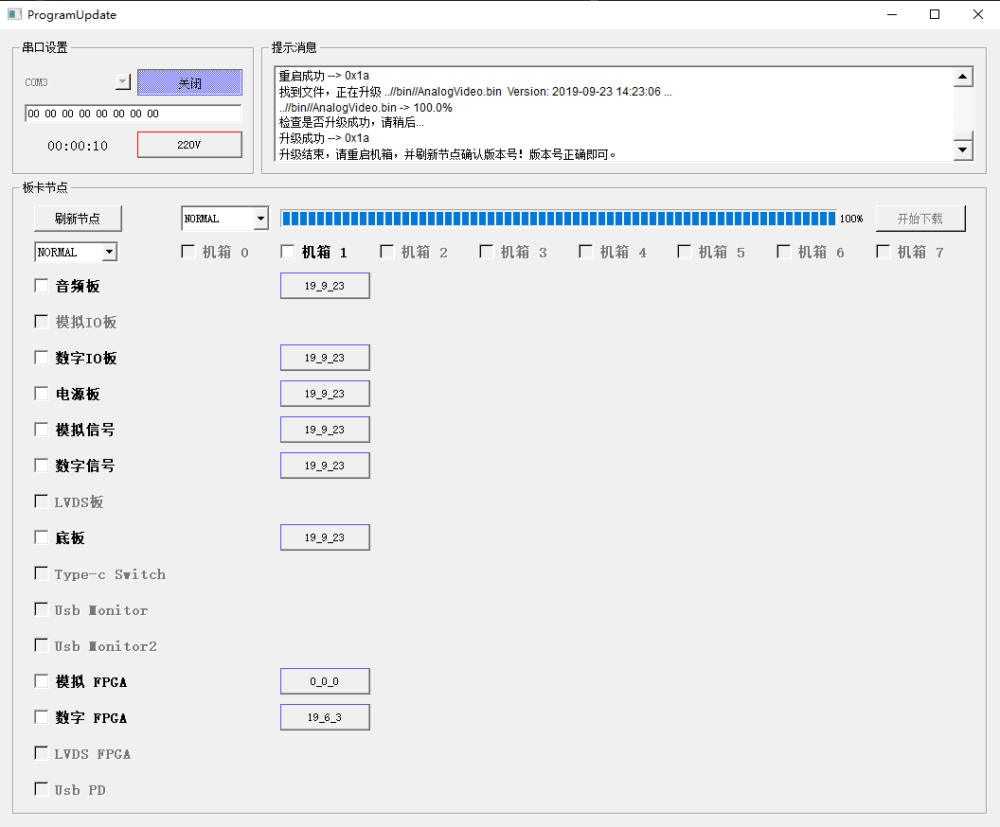 ProgramUpdate
串口设置
COM3
关闭
00 00 00 00 00 00 00 00
00:00:10
220V
提示消息
重启成功 --> 0x1a
找到文件，正在升级 ..//bin//AnalogVideo.bin  Version: 2019-09-23 14:23:06 ...
..//bin//AnalogVideo.bin -> 100.0%
检查是否升级成功，请稍后...
升级成功 --> 0x1a
升级结束，请重启机箱，并刷新节点确认版本号！版本号正确即可。
板卡节点
刷新节点 NORMAL 100% 开始下载
NORMAL 机箱 0 机箱 1 机箱 2 机箱 3 机箱 4 机箱 5 机箱 6 机箱 7
音频板 19_9_23
模拟IO板
数字IO板 19_9_23
电源板 19_9_23
模拟信号 19_9_23
数字信号 19_9_23
LVDS板
底板 19_9_23
Type-c Switch
Usb Monitor
Usb Monitor2
模拟 FPGA 0_0_0
数字 FPGA 19_6_3
LVDS FPGA
Usb PD